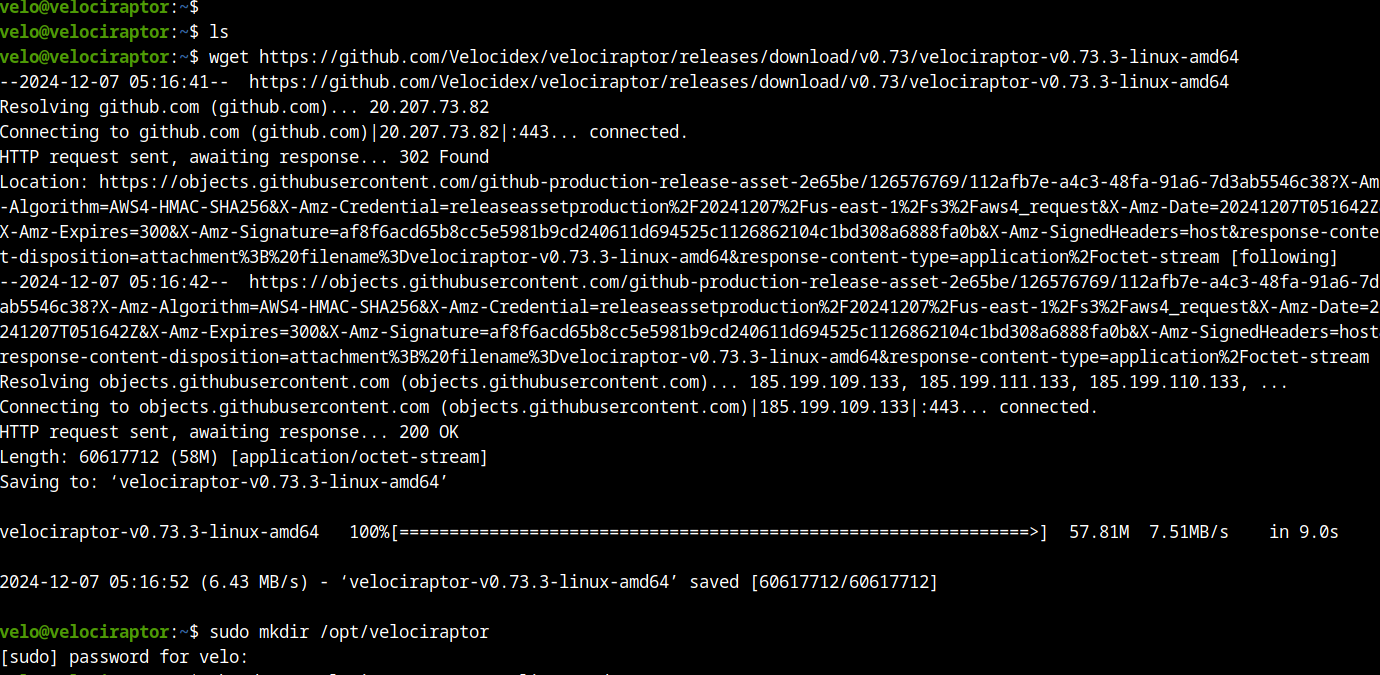 velo@velociraptor:~$
velo@velociraptor:~$ ls
velo@velociraptor:~$ wget https://github.com/Velocidex/velociraptor/releases/download/v0.73/velociraptor-v0.73.3-linux-amd64
--2024-12-07 05:16:41--  https://github.com/Velocidex/velociraptor/releases/download/v0.73/velociraptor-v0.73.3-linux-amd64
Resolving github.com (github.com)... 20.207.73.82
Connecting to github.com (github.com)|20.207.73.82|:443... connected.
HTTP request sent, awaiting response... 302 Found
Location: https://objects.githubusercontent.com/github-production-release-asset-2e65be/126576769/112afb7e-a4c3-48fa-91a6-7d3ab5546c38?X-Am
-Algorithm=AWS4-HMAC-SHA256&X-Amz-Credential=releaseassetproduction%2F20241207%2Fus-east-1%2Fs3%2Faws4_request&X-Amz-Date=20241207T051642Z
X-Amz-Expires=300&X-Amz-Signature=af8f6acd65b8cc5e5981b9cd240611d694525c1126862104c1bd308a6888fa0b&X-Amz-SignedHeaders=host&response-conte
t-disposition=attachment%3B%20filename%3Dvelociraptor-v0.73.3-linux-amd64&response-content-type=application%2Foctet-stream [following]
--2024-12-07 05:16:42--  https://objects.githubusercontent.com/github-production-release-asset-2e65be/126576769/112afb7e-a4c3-48fa-91a6-7d
ab5546c38?X-Amz-Algorithm=AWS4-HMAC-SHA256&X-Amz-Credential=releaseassetproduction%2F20241207%2Fus-east-1%2Fs3%2Faws4_request&X-Amz-Date=2
241207T051642Z&X-Amz-Expires=300&X-Amz-Signature=af8f6acd65b8cc5e5981b9cd240611d694525c1126862104c1bd308a6888fa0b&X-Amz-SignedHeaders=host
response-content-disposition=attachment%3B%20filename%3Dvelociraptor-v0.73.3-linux-amd64&response-content-type=application%2Foctet-stream
Resolving objects.githubusercontent.com (objects.githubusercontent.com)... 185.199.109.133, 185.199.111.133, 185.199.110.133, ...
Connecting to objects.githubusercontent.com (objects.githubusercontent.com)|185.199.109.133|:443... connected.
HTTP request sent, awaiting response... 200 OK
Length: 60617712 (58M) [application/octet-stream]
Saving to: ‘velociraptor-v0.73.3-linux-amd64’
velociraptor-v0.73.3-linux-amd64   100%[===============================================================>]  57.81M  7.51MB/s    in 9.0s
2024-12-07 05:16:52 (6.43 MB/s) - ‘velociraptor-v0.73.3-linux-amd64’ saved [60617712/60617712]
velo@velociraptor:~$ sudo mkdir /opt/velociraptor
[sudo] password for velo: